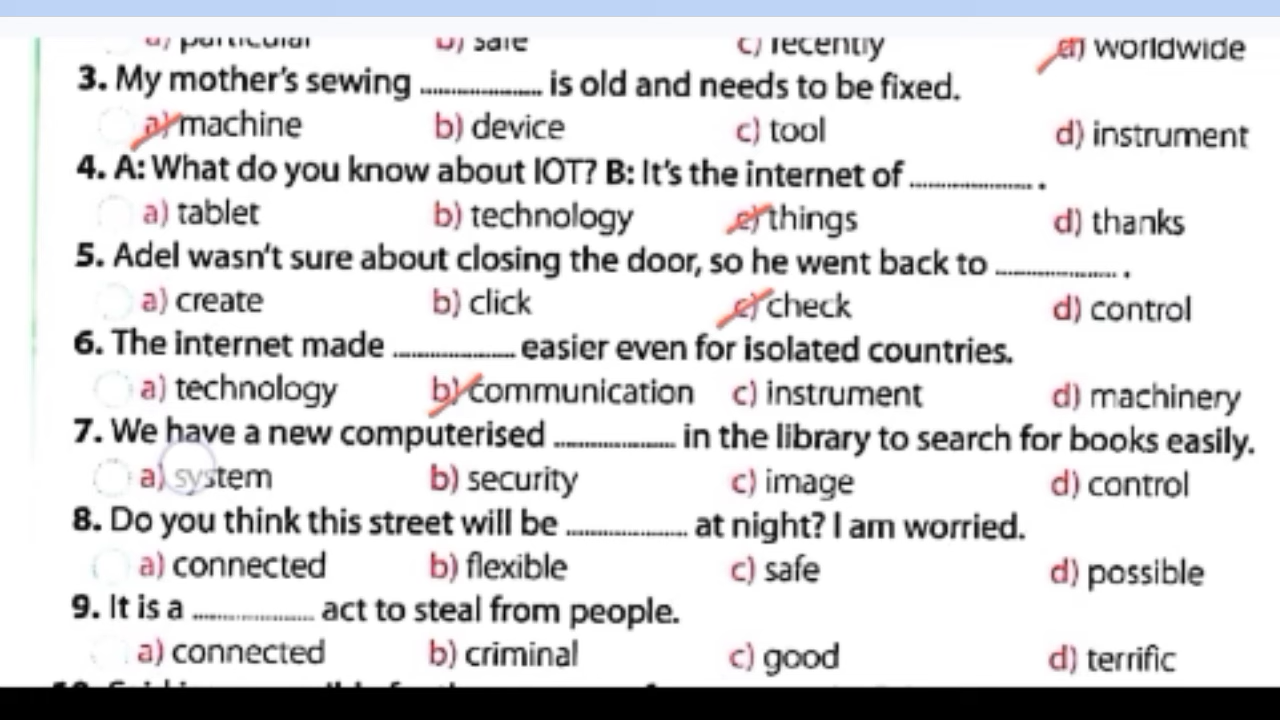 a) particular b) safe c) recently d) worldwide
3. My mother's sewing .................... is old and needs to be fixed.
a) machine b) device c) tool d) instrument
4. A: What do you know about IOT? B: It's the internet of .................... .
a) tablet b) technology c) things d) thanks
5. Adel wasn't sure about closing the door, so he went back to .................... .
a) create b) click c) check d) control
6. The internet made .................... easier even for isolated countries.
a) technology b) communication c) instrument d) machinery
7. We have a new computerised .................... in the library to search for books easily.
a) system b) security c) image d) control
8. Do you think this street will be .................... at night? I am worried.
a) connected b) flexible c) safe d) possible
9. It is a .................... act to steal from people.
a) connected b) criminal c) good d) terrific